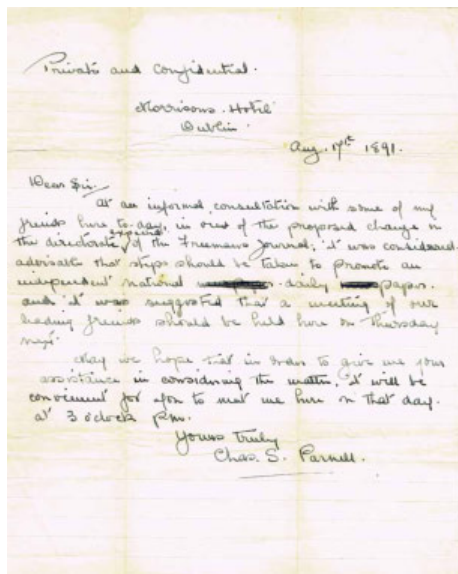 Private and Confidential.
Morrisons Hotel
Dublin
Aug. 17th 1891.
Dear Sir,
At an informal consultation with some of my
friends here to-day, in view of the proposed change in
the directorate of the Freemans Journal, it was considered
advisable that steps should be taken to promote an
independent national daily paper.
and it was suggested that a meeting of our
leading friends should be held here on Thursday
next.
May we hope that in order to give me your
assistance in considering the matter, it will be
convenient for you to meet me here on that day.
at 3 o'clock pm.
Yours Truly
Chas. S. Parnell.